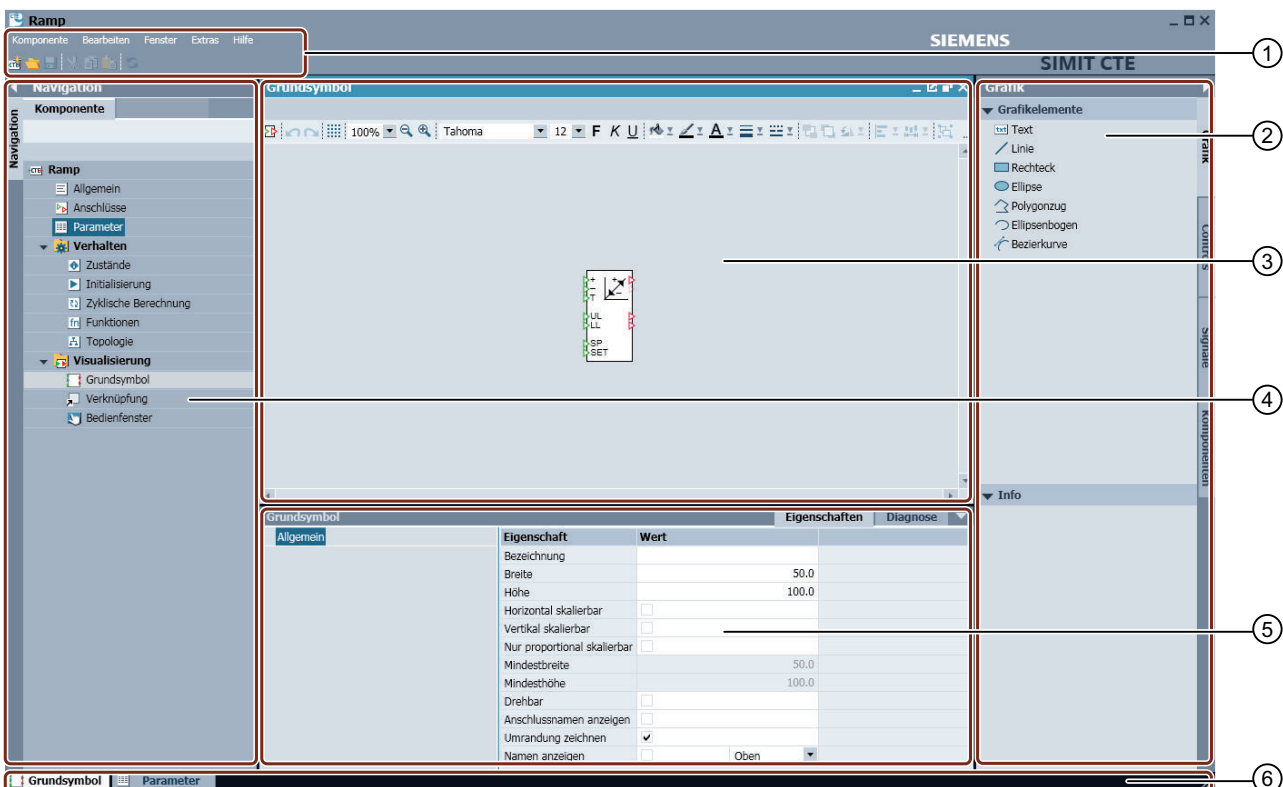 Ramp
Komponente Bearbeiten Fenster Extras Hilfe
SIEMENS
SIMIT CTE
1
Navigation
Komponente
Navigation
Ramp
Allgemein
Anschlüsse
Parameter
Verhalten
Zustände
Initialisierung
Zyklische Berechnung
Funktionen
Topologie
Visualisierung
Grundsymbol
Verknüpfung
Bedienfenster
4
Grundsymbol
100% Tahoma 12 F K U A
+
-
T
UL
LL
SP
SET
3
Grafik
Grafikelemente
Text
Linie
Rechteck
Ellipse
Polygonzug
Ellipsenbogen
Bezierkurve
2
Grafik
Controls
Signale
Komponenten
Info
Grundsymbol Eigenschaften Diagnose
Allgemein
Eigenschaft Wert
Bezeichnung
Breite 50.0
Höhe 100.0
Horizontal skalierbar
Vertikal skalierbar
Nur proportional skalierbar
Mindestbreite 50.0
Mindesthöhe 100.0
Drehbar
Anschlussnamen anzeigen
Umrandung zeichnen
Namen anzeigen Oben
5
Grundsymbol Parameter
6